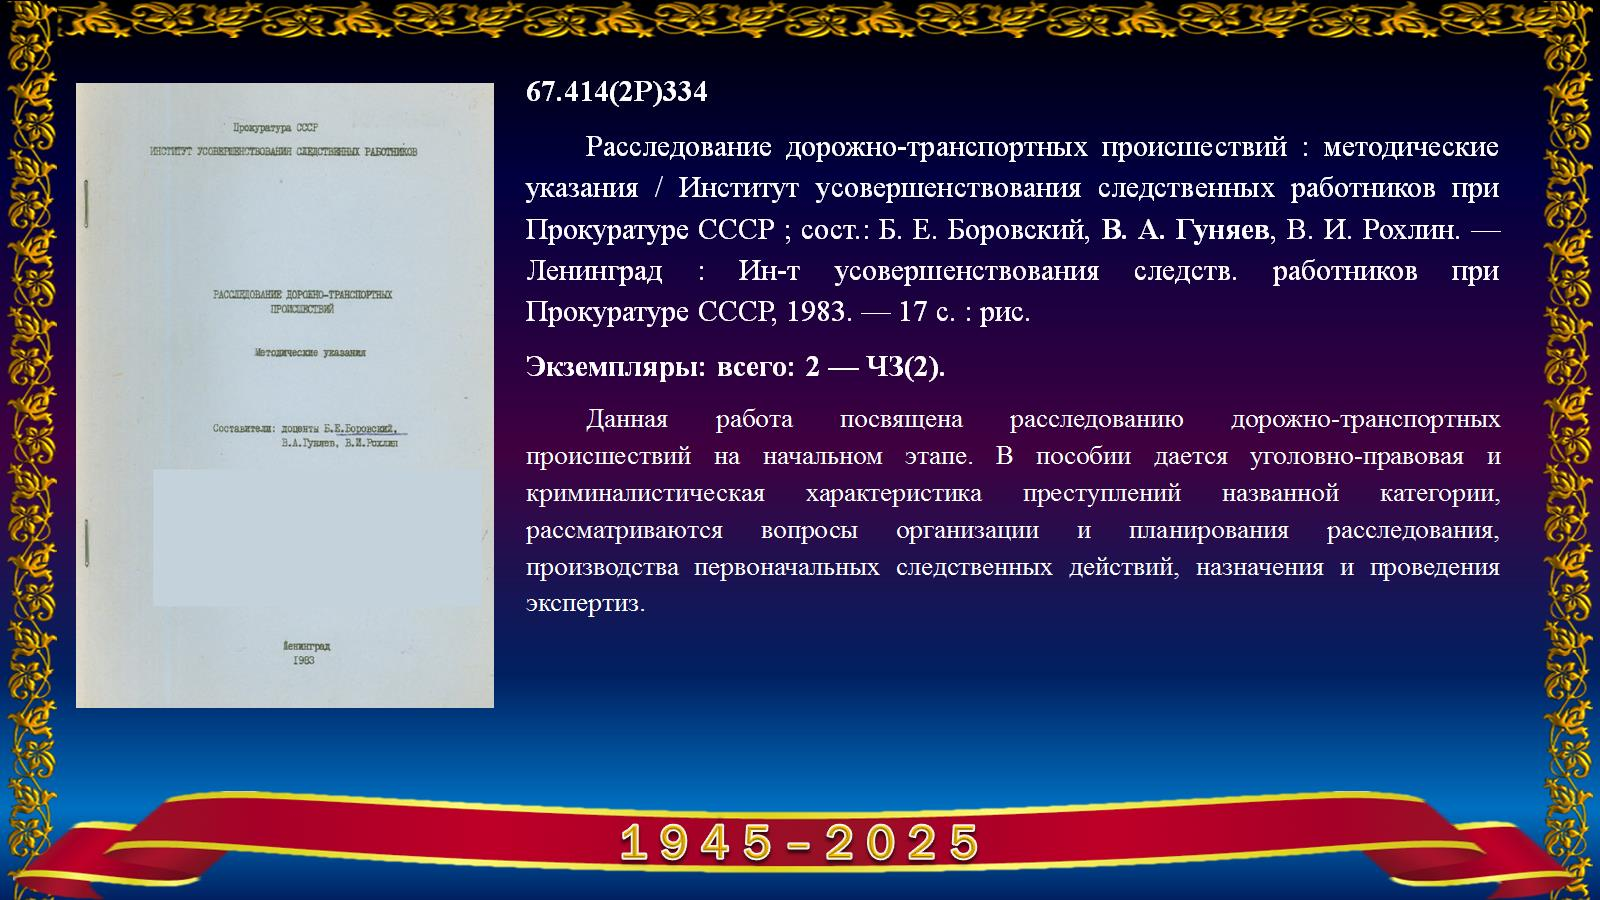 Прокуратура СССР
ИНСТИТУТ УСОВЕРШЕНСТВОВАНИЯ СЛЕДСТВЕННЫХ РАБОТНИКОВ
РАССЛЕДОВАНИЕ ДОРОЖНО-ТРАНСПОРТНЫХ
ПРОИСШЕСТВИЙ
Методические указания
Составители: доценты Б.Е.Боровский,
В.А.Гуняев, В.И.Рохлин
Ленинград
1983
67.414(2Р)334
Расследование дорожно-транспортных происшествий : методические
указания / Институт усовершенствования следственных работников при
Прокуратуре СССР ; сост.: Б. Е. Боровский, В. А. Гуняев, В. И. Рохлин. —
Ленинград : Ин-т усовершенствования следств. работников при
Прокуратуре СССР, 1983. — 17 с. : рис.
Экземпляры: всего: 2 — ЧЗ(2).
Данная работа посвящена расследованию дорожно-транспортных
происшествий на начальном этапе. В пособии дается уголовно-правовая и
криминалистическая характеристика преступлений названной категории,
рассматриваются вопросы организации и планирования расследования,
производства первоначальных следственных действий, назначения и проведения
экспертиз.
1945–2025